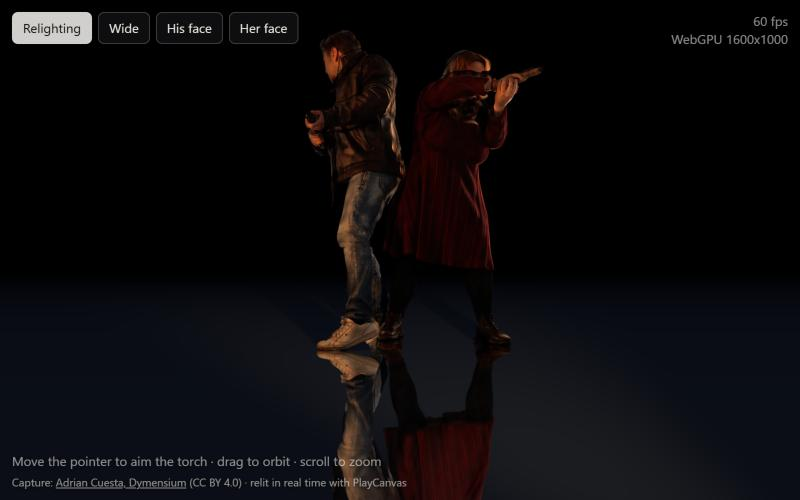 Relighting
Wide
His face
Her face
60 fps
WebGPU 1600x1000
Move the pointer to aim the torch · drag to orbit · scroll to zoom
Capture: Adrian Cuesta, Dymensium (CC BY 4.0) · relit in real time with PlayCanvas